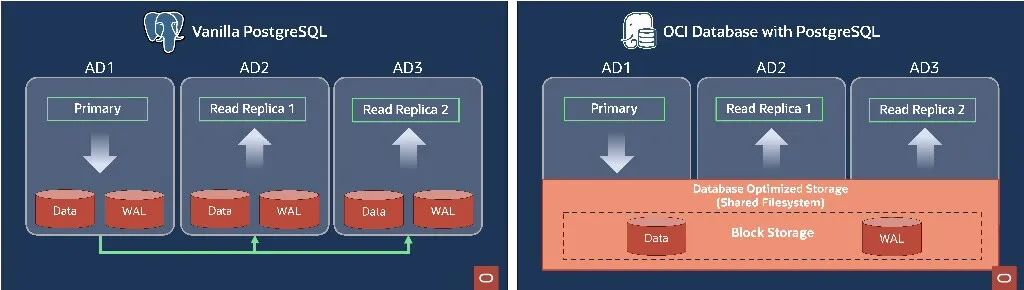 Vanilla PostgreSQL
AD1 AD2 AD3
Primary Read Replica 1 Read Replica 2
Data WAL Data WAL Data WAL
OCI Database with PostgreSQL
AD1 AD2 AD3
Primary Read Replica 1 Read Replica 2
Database Optimized Storage
(Shared Filesystem)
Data Block Storage WAL